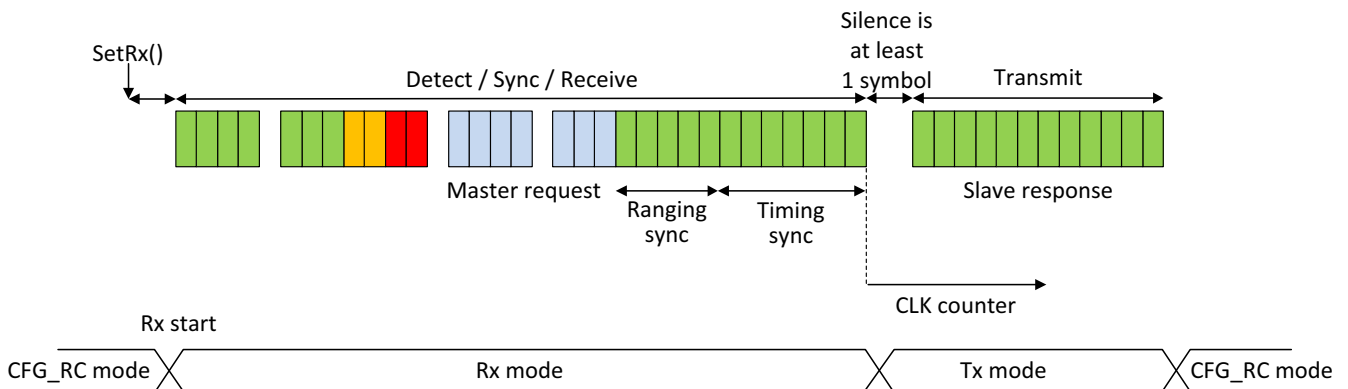 Silence is
at least
1 symbol
SetRx()
Detect / Sync / Receive
Transmit
Master request
Slave response
Ranging
sync
Timing
sync
CLK counter
Rx start
CFG_RC mode
Rx mode
Tx mode
CFG_RC mode